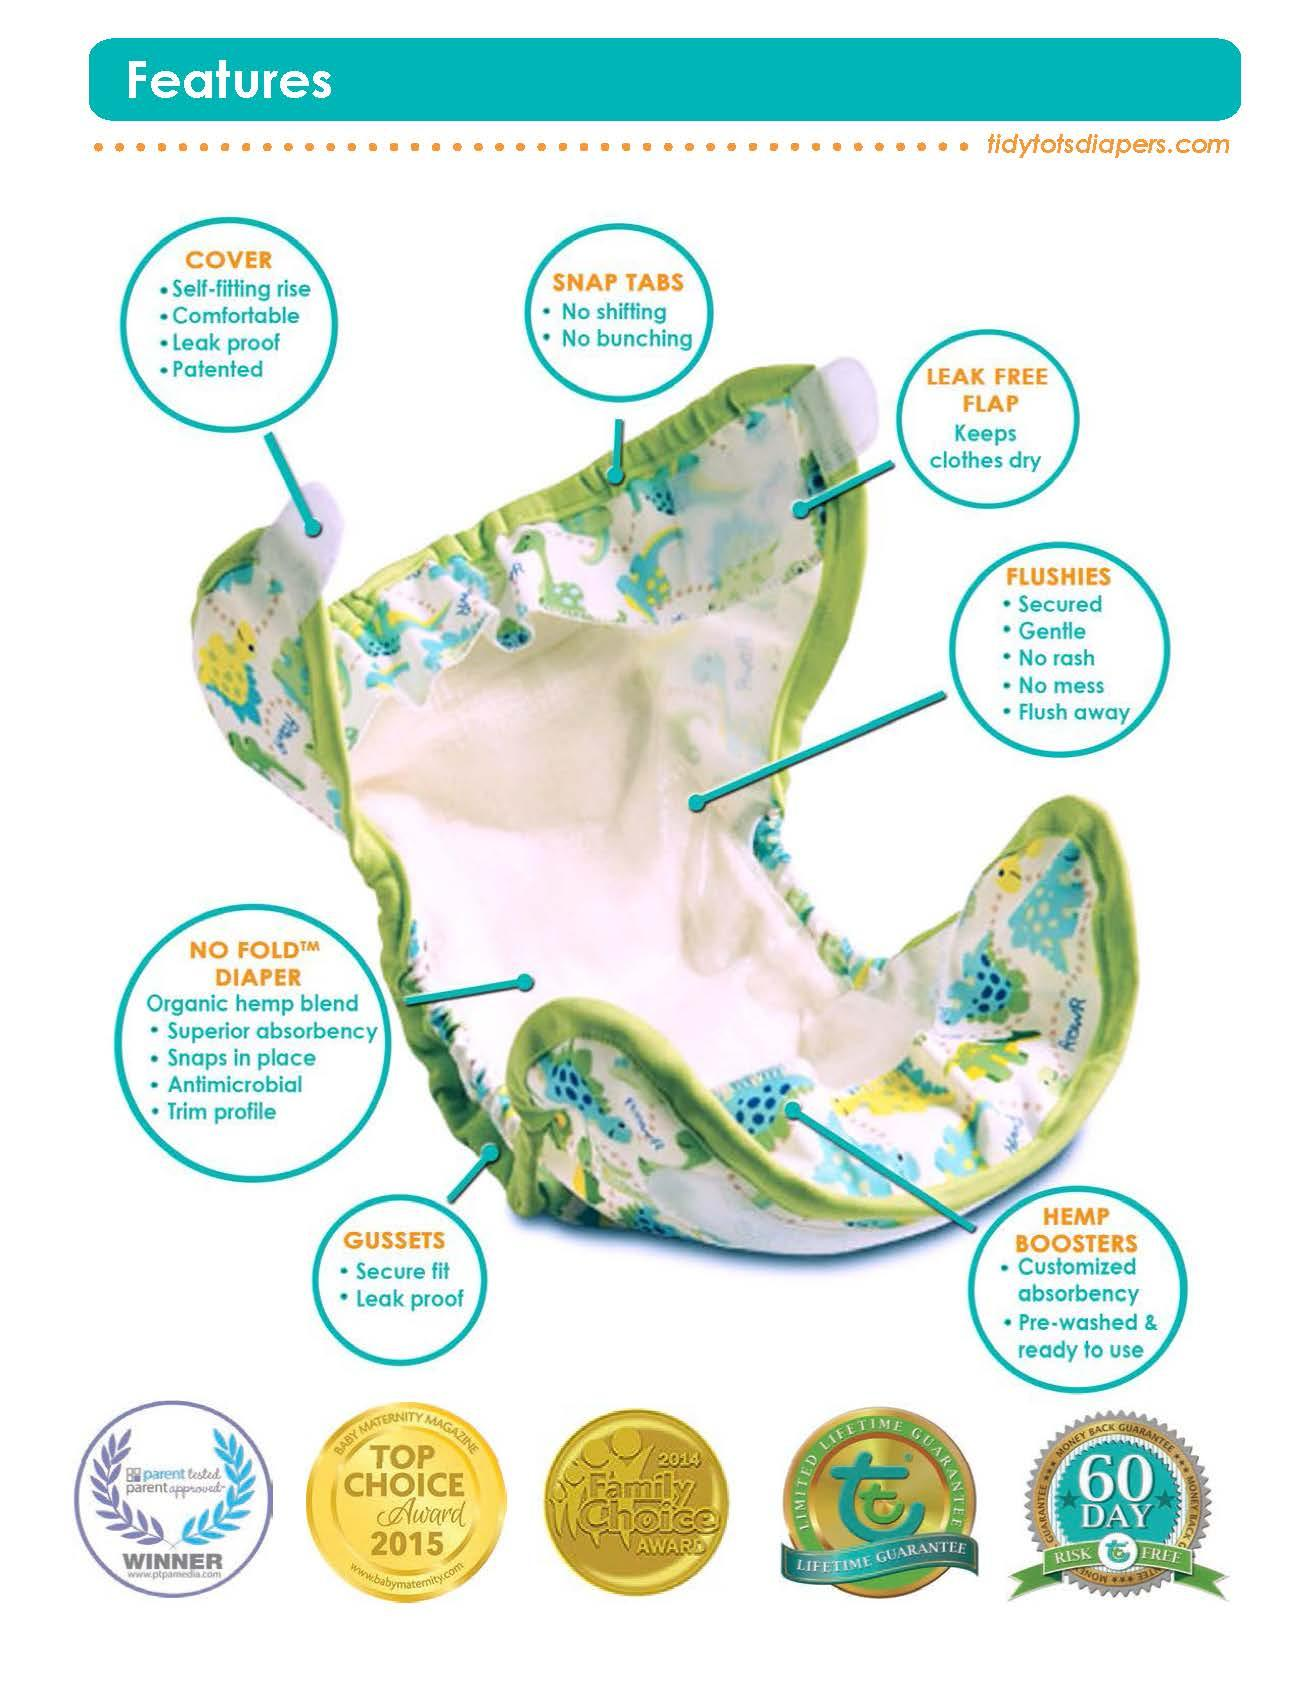 Features
tidytotsdiapers.com
COVER
• Self-fitting rise
• Comfortable
• Leak proof
• Patented
SNAP TABS
• No shifting
• No bunching
LEAK FREE
FLAP
Keeps
clothes dry
FLUSHIES
• Secured
• Gentle
• No rash
• No mess
• Flush away
NO FOLD™
DIAPER
Organic hemp blend
• Superior absorbency
• Snaps in place
• Antimicrobial
• Trim profile
GUSSETS
• Secure fit
• Leak proof
HEMP
BOOSTERS
• Customized
absorbency
• Pre-washed &
ready to use
parent tested
parent approved
WINNER
www.ptpamedia.com
BABY MATERNITY MAGAZINE
TOP
CHOICE
Award
2015
www.babymaternity.com
2014
Family
Choice
AWARD
LIMITED LIFETIME GUARANTEE
LIFETIME GUARANTEE
MONEY BACK GUARANTEE
60
DAY
RISK FREE